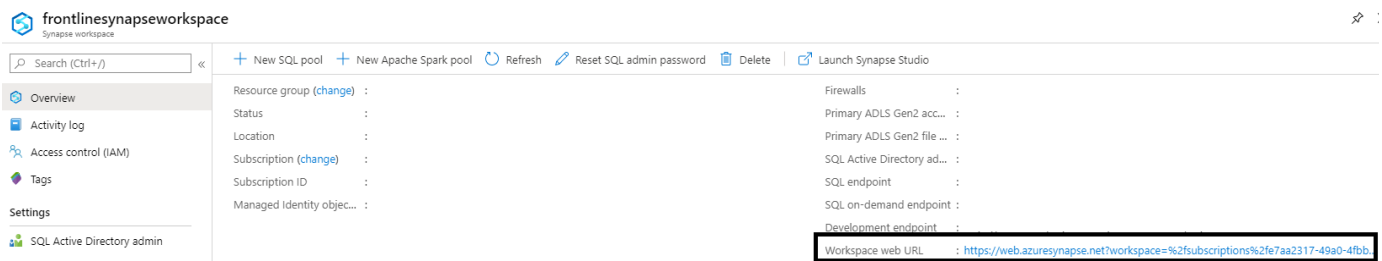 frontlinesynapseworkspace
Synapse workspace
Search (Ctrl+/)
«
+ New SQL pool + New Apache Spark pool Refresh Reset SQL admin password Delete Launch Synapse Studio
Overview
Activity log
Access control (IAM)
Tags
Settings
SQL Active Directory admin
Resource group (change) :
Status :
Location :
Subscription (change) :
Subscription ID :
Managed Identity objec... :
Firewalls :
Primary ADLS Gen2 acc... :
Primary ADLS Gen2 file ... :
SQL Active Directory ad... :
SQL endpoint :
SQL on-demand endpoint :
Development endpoint :
Workspace web URL : https://web.azuresynapse.net?workspace=%2fsubscriptions%2fe7aa2317-49a0-4fbb...